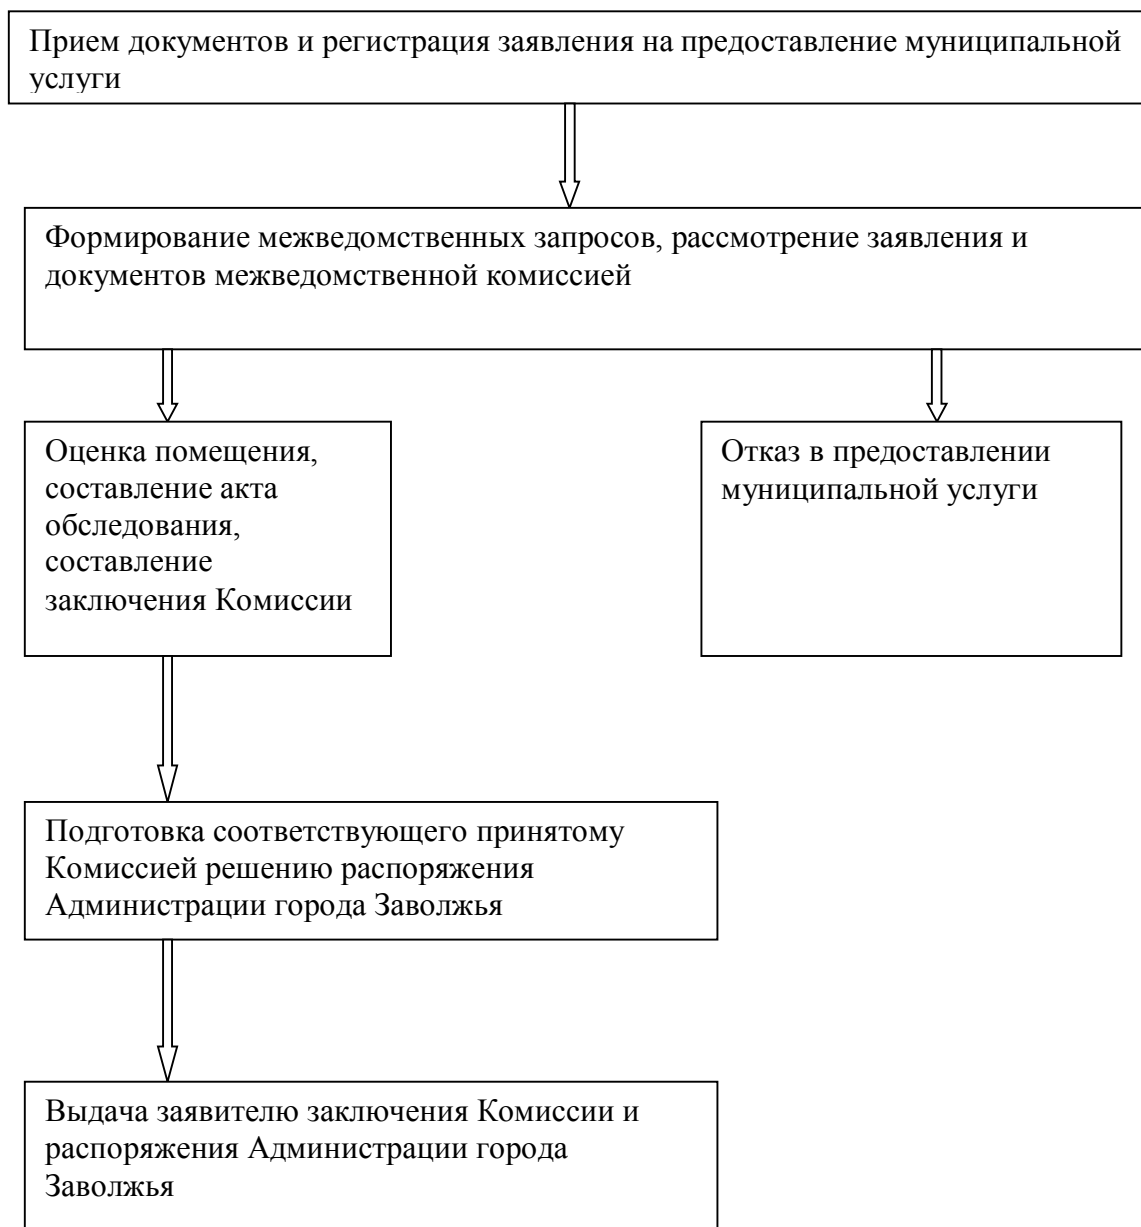 Прием документов и регистрация заявления на предоставление муниципальной
услуги
Формирование межведомственных запросов, рассмотрение заявления и
документов межведомственной комиссией
Оценка помещения,
составление акта
обследования,
составление
заключения Комиссии
Отказ в предоставлении
муниципальной услуги
Подготовка соответствующего принятому
Комиссией решению распоряжения
Администрации города Заволжья
Выдача заявителю заключения Комиссии и
распоряжения Администрации города
Заволжья